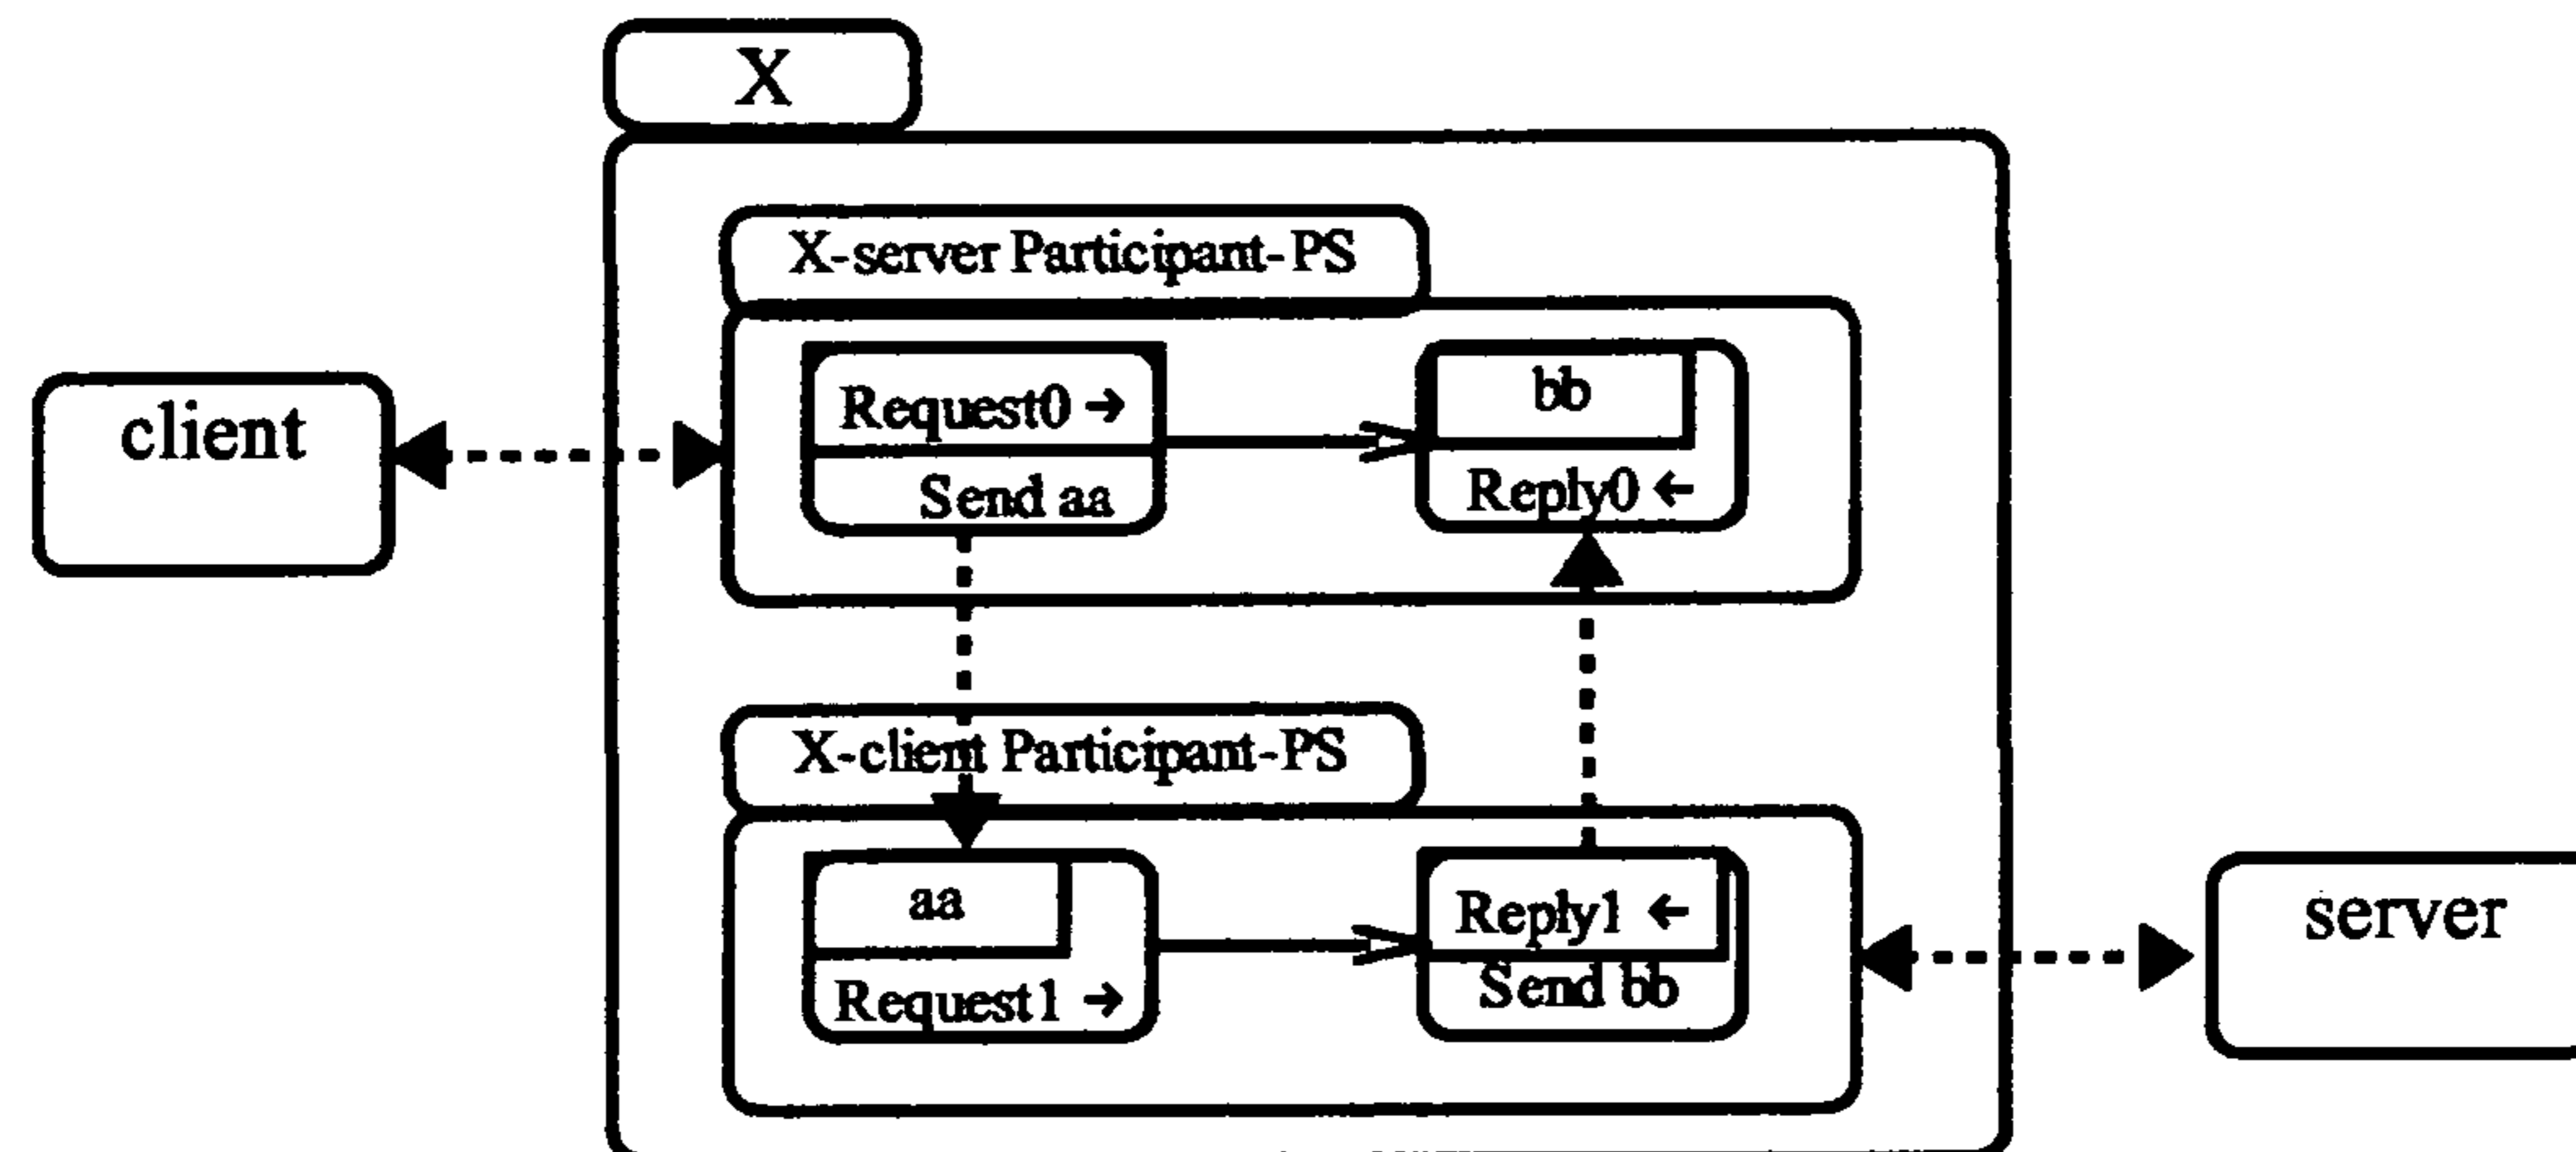 X
X-server Participant-PS
client
Request0 →
Send aa
bb
Reply0 ←
X-client Participant-PS
aa
Request1 →
Reply1 ←
Send bb
server